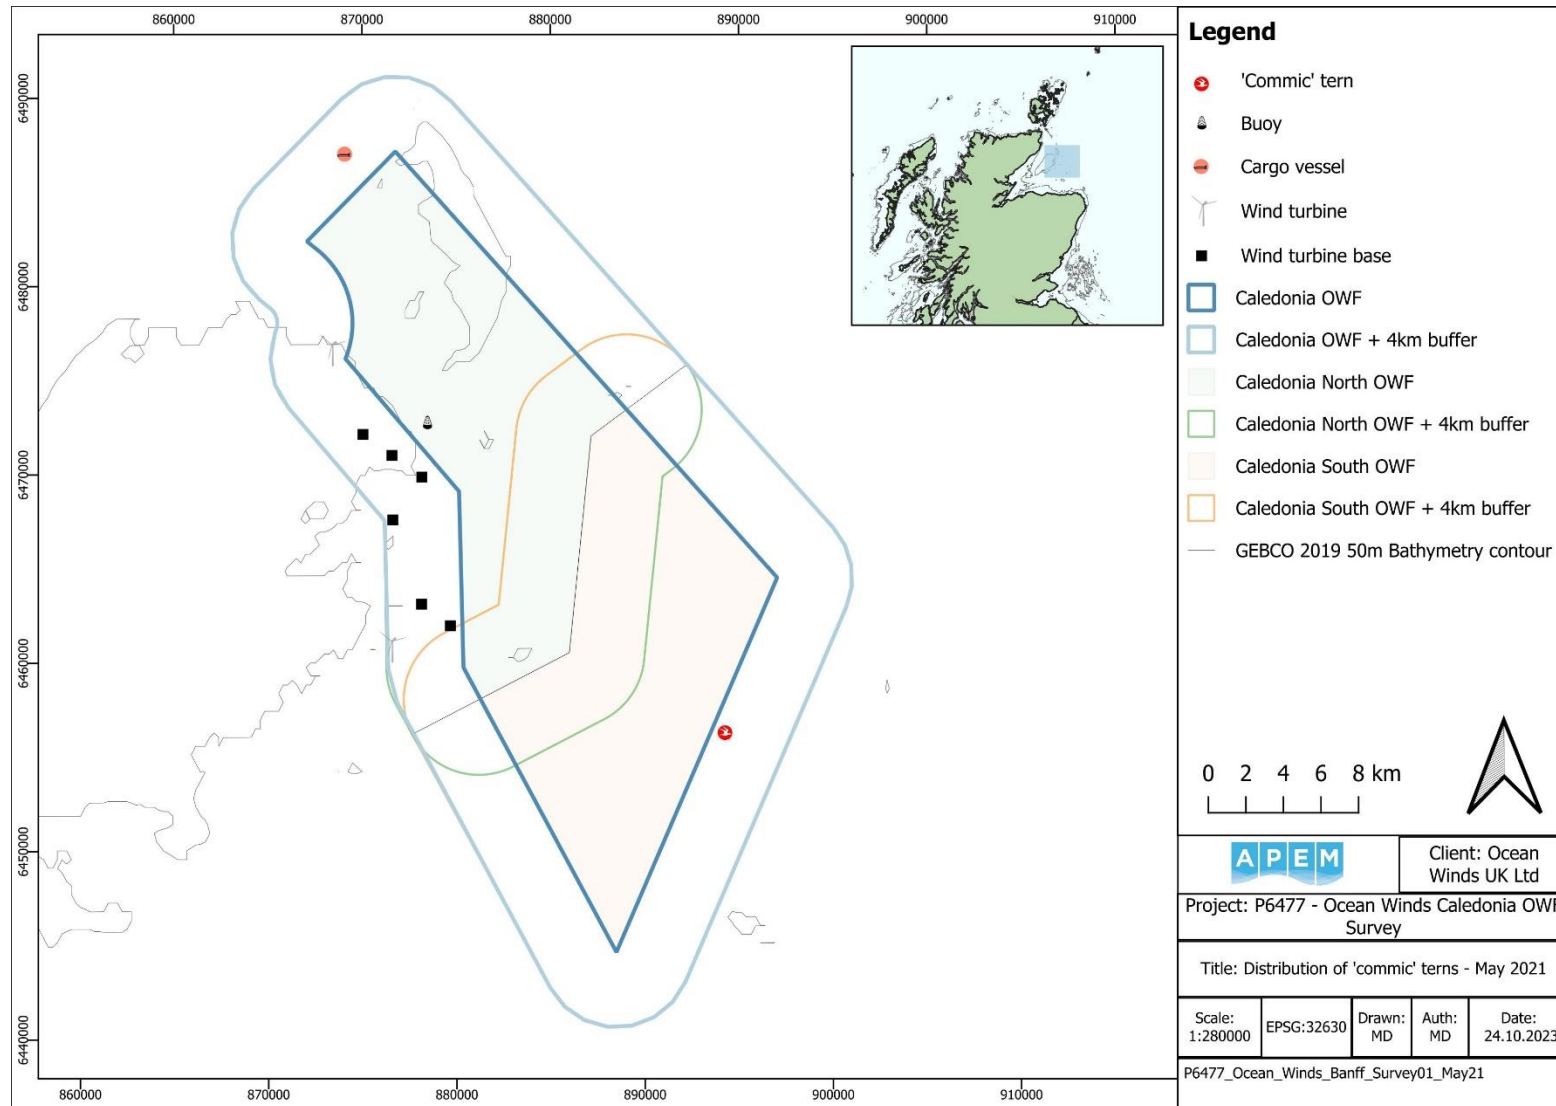 860000 870000 880000 890000 900000 910000
6490000
6480000
6470000
6460000
6450000
6440000
860000 870000 880000 890000 900000 910000
Legend
'Commic' tern
Buoy
Cargo vessel
Wind turbine
Wind turbine base
Caledonia OWF
Caledonia OWF + 4km buffer
Caledonia North OWF
Caledonia North OWF + 4km buffer
Caledonia South OWF
Caledonia South OWF + 4km buffer
GEBCO 2019 50m Bathymetry contour
0 2 4 6 8 km
APEM
Client: Ocean
Winds UK Ltd
Project: P6477 - Ocean Winds Caledonia OWF
Survey
Title: Distribution of 'commic' terns - May 2021
Scale:
1:280000
EPSG:32630
Drawn:
MD
Auth:
MD
Date:
24.10.2023
P6477_Ocean_Winds_Banff_Survey01_May21